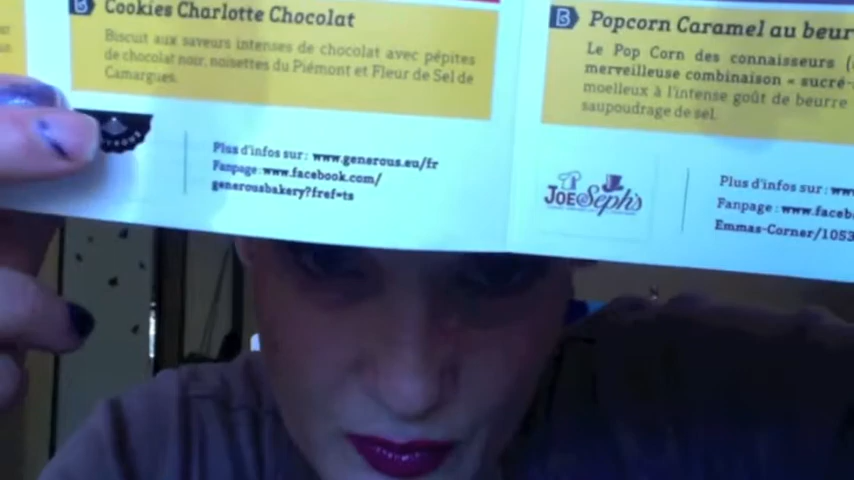 B Cookies Charlotte Chocolat
Biscuit aux saveurs intenses de chocolat avec pépites
de chocolat noir, noisettes du Piémont et Fleur de Sel de
Camargues.
Plus d'infos sur : www.generous.eu/fr
Fanpage : www.facebook.com/
generousbakery?fref=ts
B Popcorn Caramel au beur
Le Pop Corn des connaisseurs
merveilleuse combinaison « sucré-
moelleux à l'intense goût de beurre
saupoudrage de sel.
JOE & Seph's
Plus d'infos sur : ww
Fanpage : www.faceb
Emmas-Corner/1053